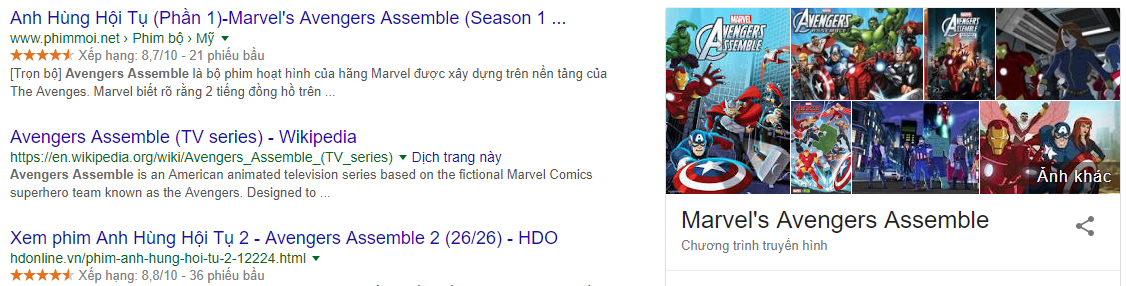 Anh Hùng Hội Tụ (Phần 1)-Marvel's Avengers Assemble (Season 1 ...
www.phimmoi.net › Phim bộ › Mỹ
Xếp hạng: 8,7/10 - 21 phiếu bầu
[Trọn bộ] Avengers Assemble là bộ phim hoạt hình của hãng Marvel được xây dựng trên nền tảng của
The Avenges. Marvel biết rõ rằng 2 tiếng đồng hồ trên ...
Avengers Assemble (TV series) - Wikipedia
https://en.wikipedia.org/wiki/Avengers_Assemble_(TV_series) Dịch trang này
Avengers Assemble is an American animated television series based on the fictional Marvel Comics
superhero team known as the Avengers. Designed to ...
Xem phim Anh Hùng Hội Tụ 2 - Avengers Assemble 2 (26/26) - HDO
hdonline.vn/phim-anh-hung-hoi-tu-2-12224.html
Xếp hạng: 8,8/10 - 36 phiếu bầu
MARVEL
AVENGERS
ASSEMBLE
AVENGERS
ASSEMBLE
AVENGERS
ASSEMBLE
Ảnh khác
Marvel's Avengers Assemble
Chương trình truyền hình